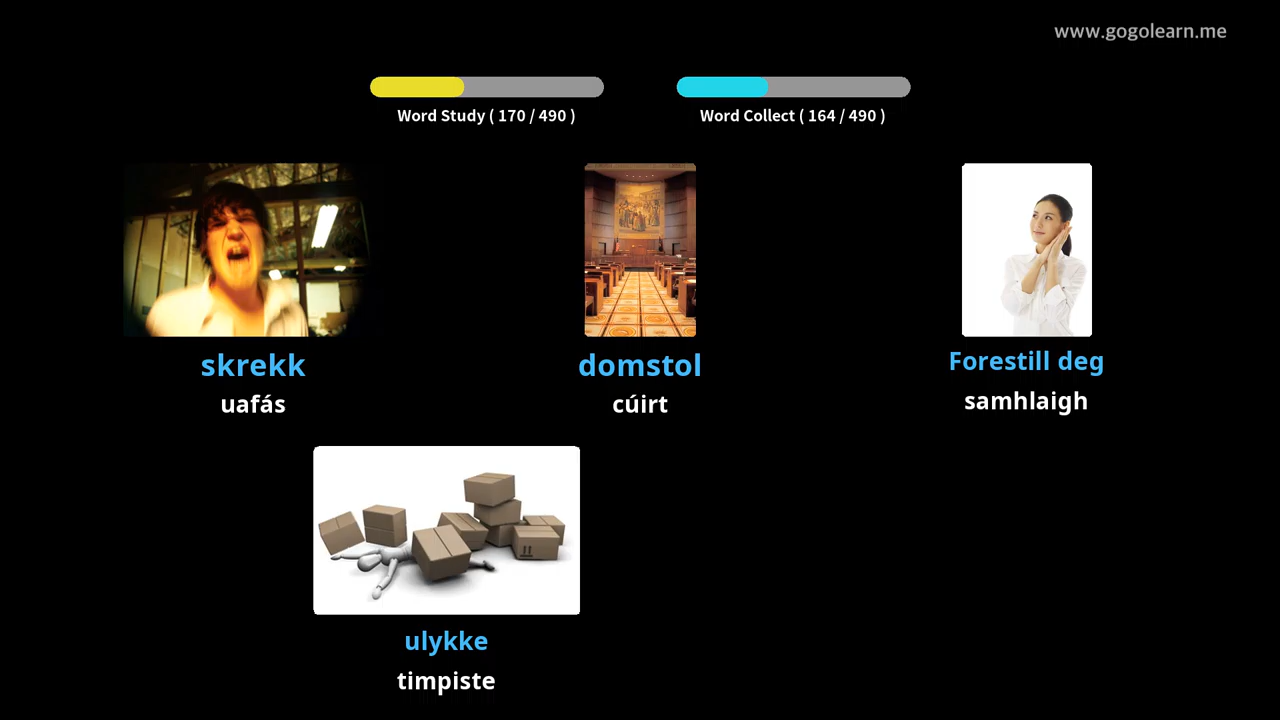 www.gogolearn.me
Word Study ( 170 / 490 )
Word Collect ( 164 / 490 )
skrekk
uafás
domstol
cúirt
Forestill deg
samhlaigh
ulykke
timpiste